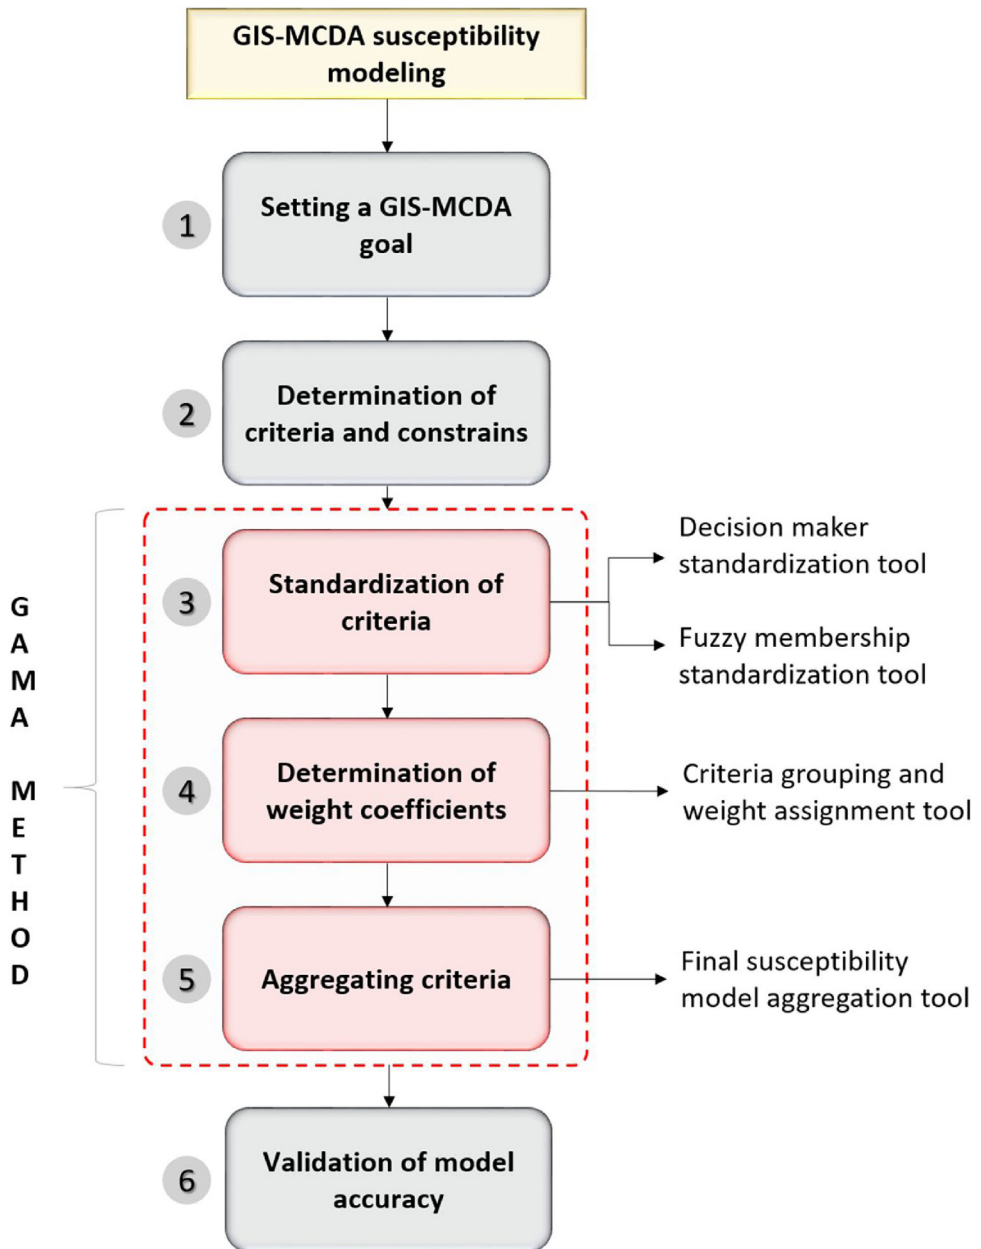 GIS-MCDA susceptibility
modeling
1
Setting a GIS-MCDA
goal
2
Determination of
criteria and constrains
G
A
M
A
M
E
T
H
O
D
3
Standardization of
criteria
Decision maker
standardization tool
Fuzzy membership
standardization tool
4
Determination of
weight coefficients
Criteria grouping and
weight assignment tool
5
Aggregating criteria
Final susceptibility
model aggregation tool
6
Validation of model
accuracy